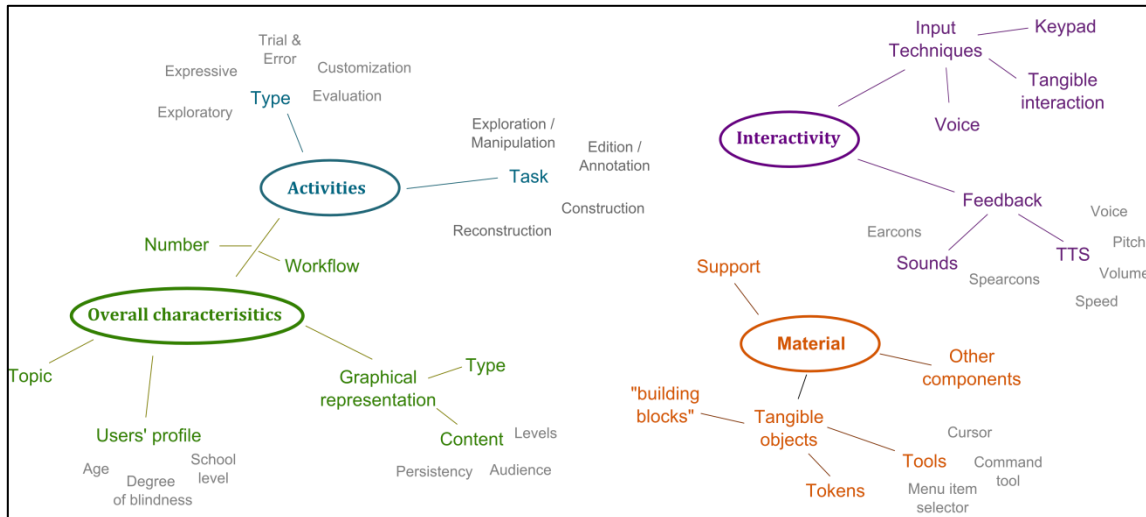 Trial &
Error
Expressive
Customization
Exploratory
Type
Evaluation
Exploration /
Manipulation
Edition /
Annotation
Activities
Task
Construction
Reconstruction
Number
Workflow
Overall characterisitics
Topic
Graphical
representation
Type
Users' profile
Content
Levels
Age
School
level
Degree
of blindness
Persistency
Audience
Input
Techniques
Keypad
Tangible
interaction
Voice
Interactivity
Feedback
Earcons
Sounds
Spearcons
TTS
Voice
Pitch
Volume
Speed
Support
Material
Other
components
"building
blocks"
Tangible
objects
Tokens
Tools
Cursor
Command
tool
Menu item
selector